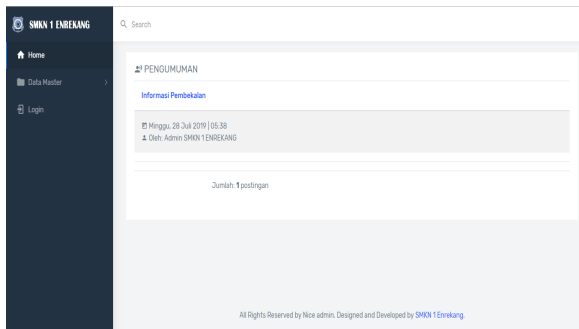 SMKN 1 ENREKANG
Search
Home
Data Master
Login
PENGUMUMAN
Informasi Pembekalan
Minggu, 28 Juli 2019 | 05:38
Oleh: Admin SMKN 1 ENREKANG
Jumlah: 1 postingan
All Rights Reserved by Nice admin. Designed and Developed by SMKN 1 Enrekang.